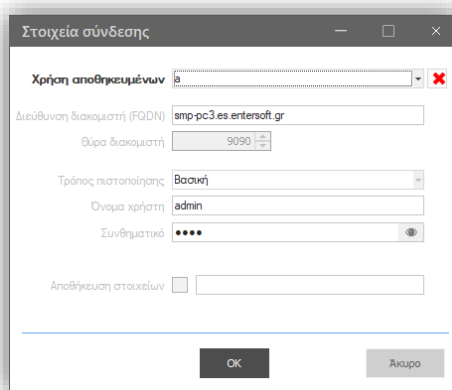 Στοιχεία σύνδεσης
Χρήση αποθηκευμένων a
Διεύθυνση διακομιστή (FQDN) smp-pc3.es.entersoft.gr
Θύρα διακομιστή 9090
Τρόπος πιστοποίησης Βασική
Όνομα χρήστη admin
Συνθηματικό ••••
Αποθήκευση στοιχείων
OK Άκυρο